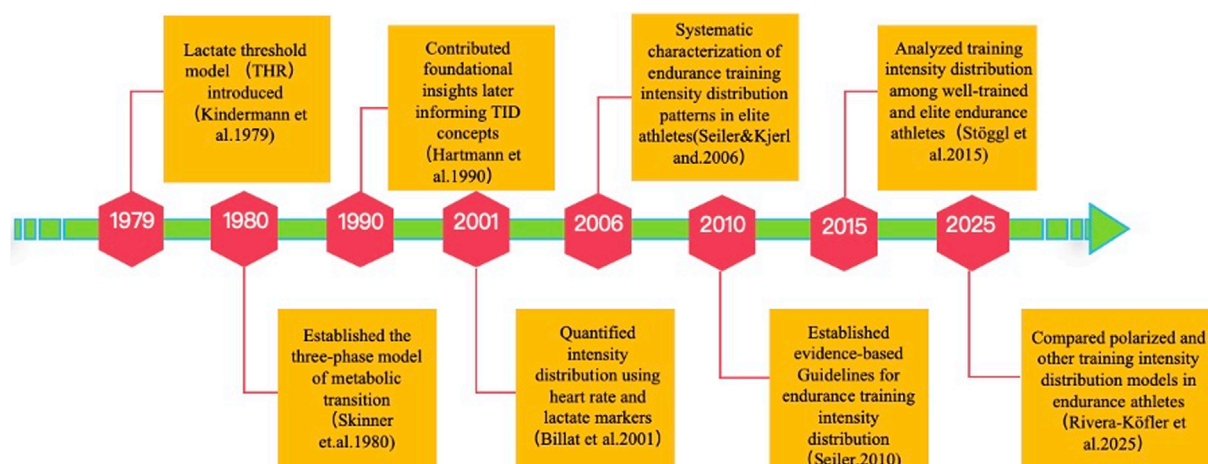 Lactate threshold
model （THR）
introduced
（Kindermann et
al.1979）
Contributed
foundational
insights later
informing TID
concepts
（Hartmann et
al.1990）
Systematic
characterization of
endurance training
intensity distribution
patterns in elite
athletes(Seiler&Kjerl
and.2006）
Analyzed training
intensity distribution
among well-trained
and elite endurance
athletes （Stöggl et
al.2015）
1979
1980
1990
2001
2006
2010
2015
2025
Established the
three-phase model
of metabolic
transition
（Skinner
et.al.1980）
Quantified
intensity
distribution using
heart rate and
lactate markers
（Billat et al.2001）
Established
evidence-based
Guidelines for
endurance training
intensity
distribution
（Seiler.2010）
Compared polarized and
other training intensity
distribution models in
endurance athletes
（Rivera-Köfler et
al.2025）